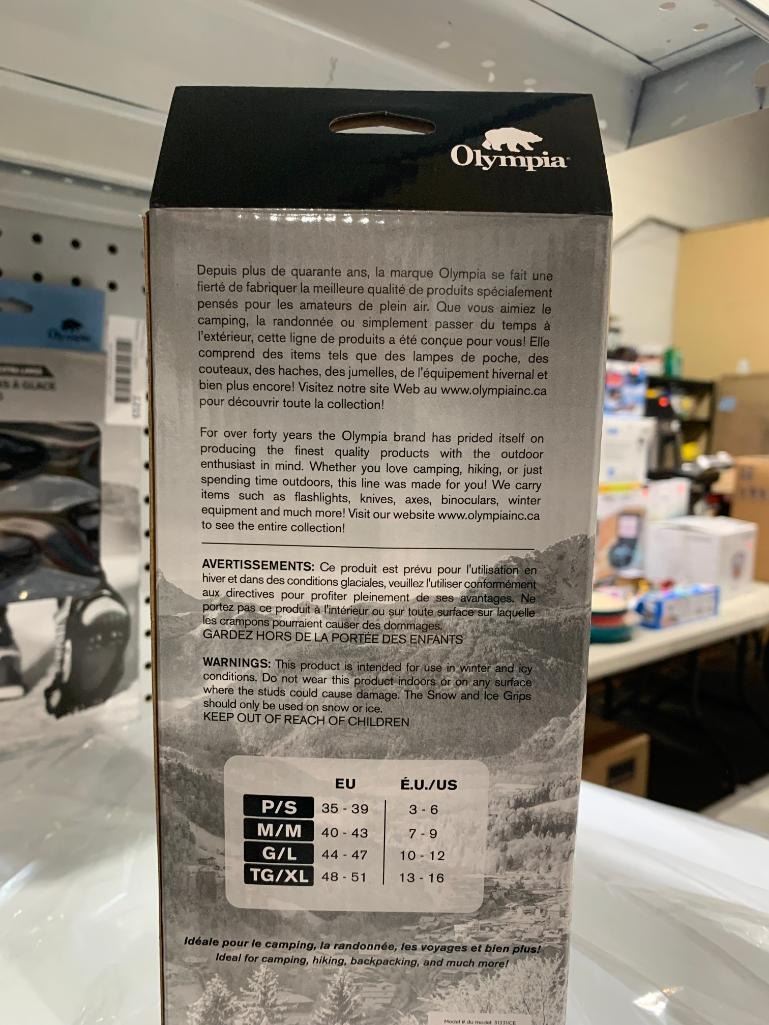 Olympia
Depuis plus de quarante ans, la marque Olympia se fait une
fierté de fabriquer la meilleure qualité de produits spécialement
pensés pour les amateurs de plein air. Que vous aimiez le
camping, la randonnée ou simplement passer du temps à
l'extérieur, cette ligne de produits a été conçue pour vous! Elle
comprend des items tels que des lampes de poche, des
couteaux, des haches, des jumelles, de l'équipement hivernal et
bien plus encore! Visitez notre site Web au www.olympiainc.ca
pour découvrir toute la collection!
For over forty years the Olympia brand has prided itself on
producing the finest quality products with the outdoor
enthusiast in mind. Whether you love camping, hiking, or just
spending time outdoors, this line was made for you! We carry
items such as flashlights, knives, axes, binoculars, winter
equipment and much more! Visit our website www.olympiainc.ca
to see the entire collection!
AVERTISSEMENTS: Ce produit est prévu pour l'utilisation en
hiver et dans des conditions glaciales, veuillez l'utiliser conformément
aux directives pour profiter pleinement de ses avantages. Ne
portez pas ce produit à l'intérieur ou sur toute surface sur laquelle
les crampons pourraient causer des dommages.
GARDEZ HORS DE LA PORTÉE DES ENFANTS
WARNINGS: This product is intended for use in winter and icy
conditions. Do not wear this product indoors or on any surface
where the studs could cause damage. The Snow and Ice Grips
should only be used on snow or ice.
KEEP OUT OF REACH OF CHILDREN
EU É.U./US
P/S 35 - 39 3 - 6
M/M 40 - 43 7 - 9
G/L 44 - 47 10 - 12
TG/XL 48 - 51 13 - 16
Idéale pour le camping, la randonnée, les voyages et bien plus!
Ideal for camping, hiking, backpacking, and much more!
Model # du model
Olympia
À GLACE